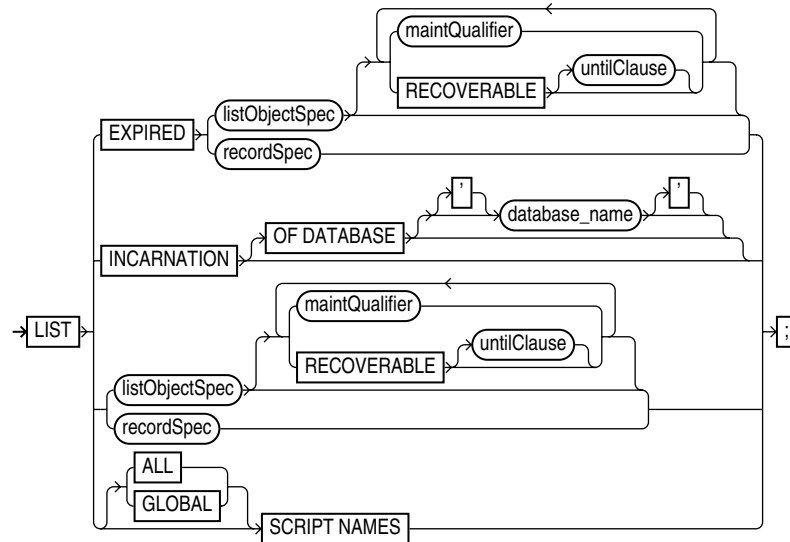 maintQualifier
untilClause
RECOVERABLE
listObjectSpec
EXPIRED
recordSpec
' '
OF DATABASE database_name
INCARNATION
maintQualifier
LIST untilClause ;
RECOVERABLE
listObjectSpec
recordSpec
ALL
GLOBAL
SCRIPT NAMES